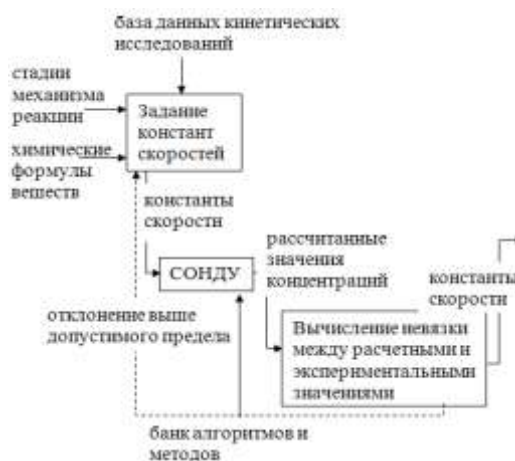 база данных кинетических
исследований
стадии
механизма
реакции
Задание
констант
скоростей
химические
формулы
веществ
константы
скорости
СОНДУ
рассчитанные
значения
концентраций
константы
скорости
отклонение выше
допустимого предела
Вычисление невязки
между расчетными и
экспериментальными
значениями
банк алгоритмов и
методов